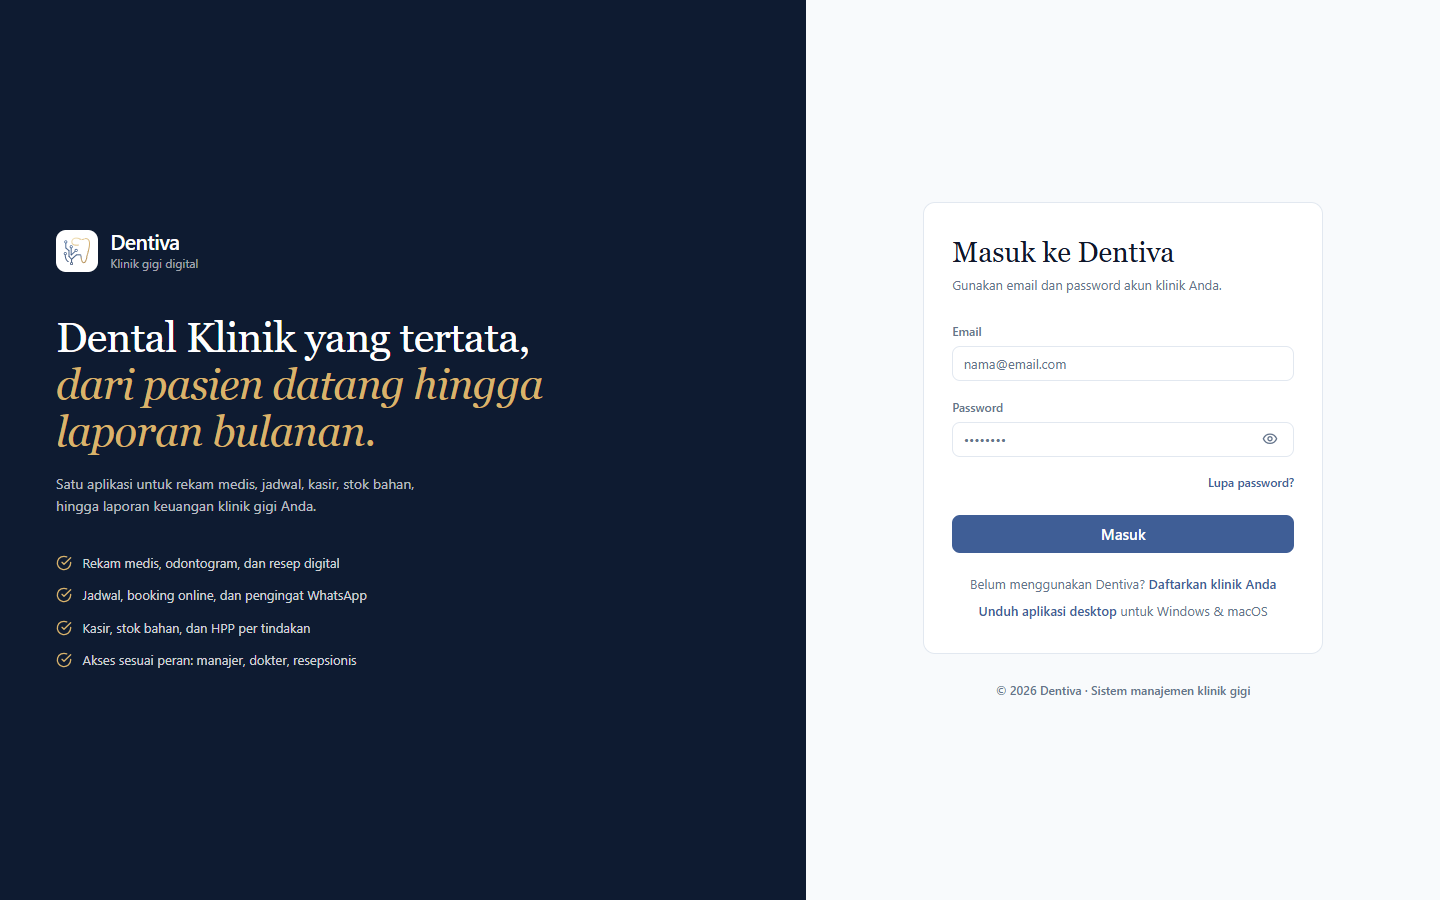 Dentiva
Klinik gigi digital
Dental Klinik yang tertata,
dari pasien datang hingga
laporan bulanan.
Satu aplikasi untuk rekam medis, jadwal, kasir, stok bahan,
hingga laporan keuangan klinik gigi Anda.
Rekam medis, odontogram, dan resep digital
Jadwal, booking online, dan pengingat WhatsApp
Kasir, stok bahan, dan HPP per tindakan
Akses sesuai peran: manajer, dokter, resepsionis
Masuk ke Dentiva
Gunakan email dan password akun klinik Anda.
Email
nama@email.com
Password
••••••••
Lupa password?
Masuk
Belum menggunakan Dentiva? Daftarkan klinik Anda
Unduh aplikasi desktop untuk Windows & macOS
© 2026 Dentiva · Sistem manajemen klinik gigi